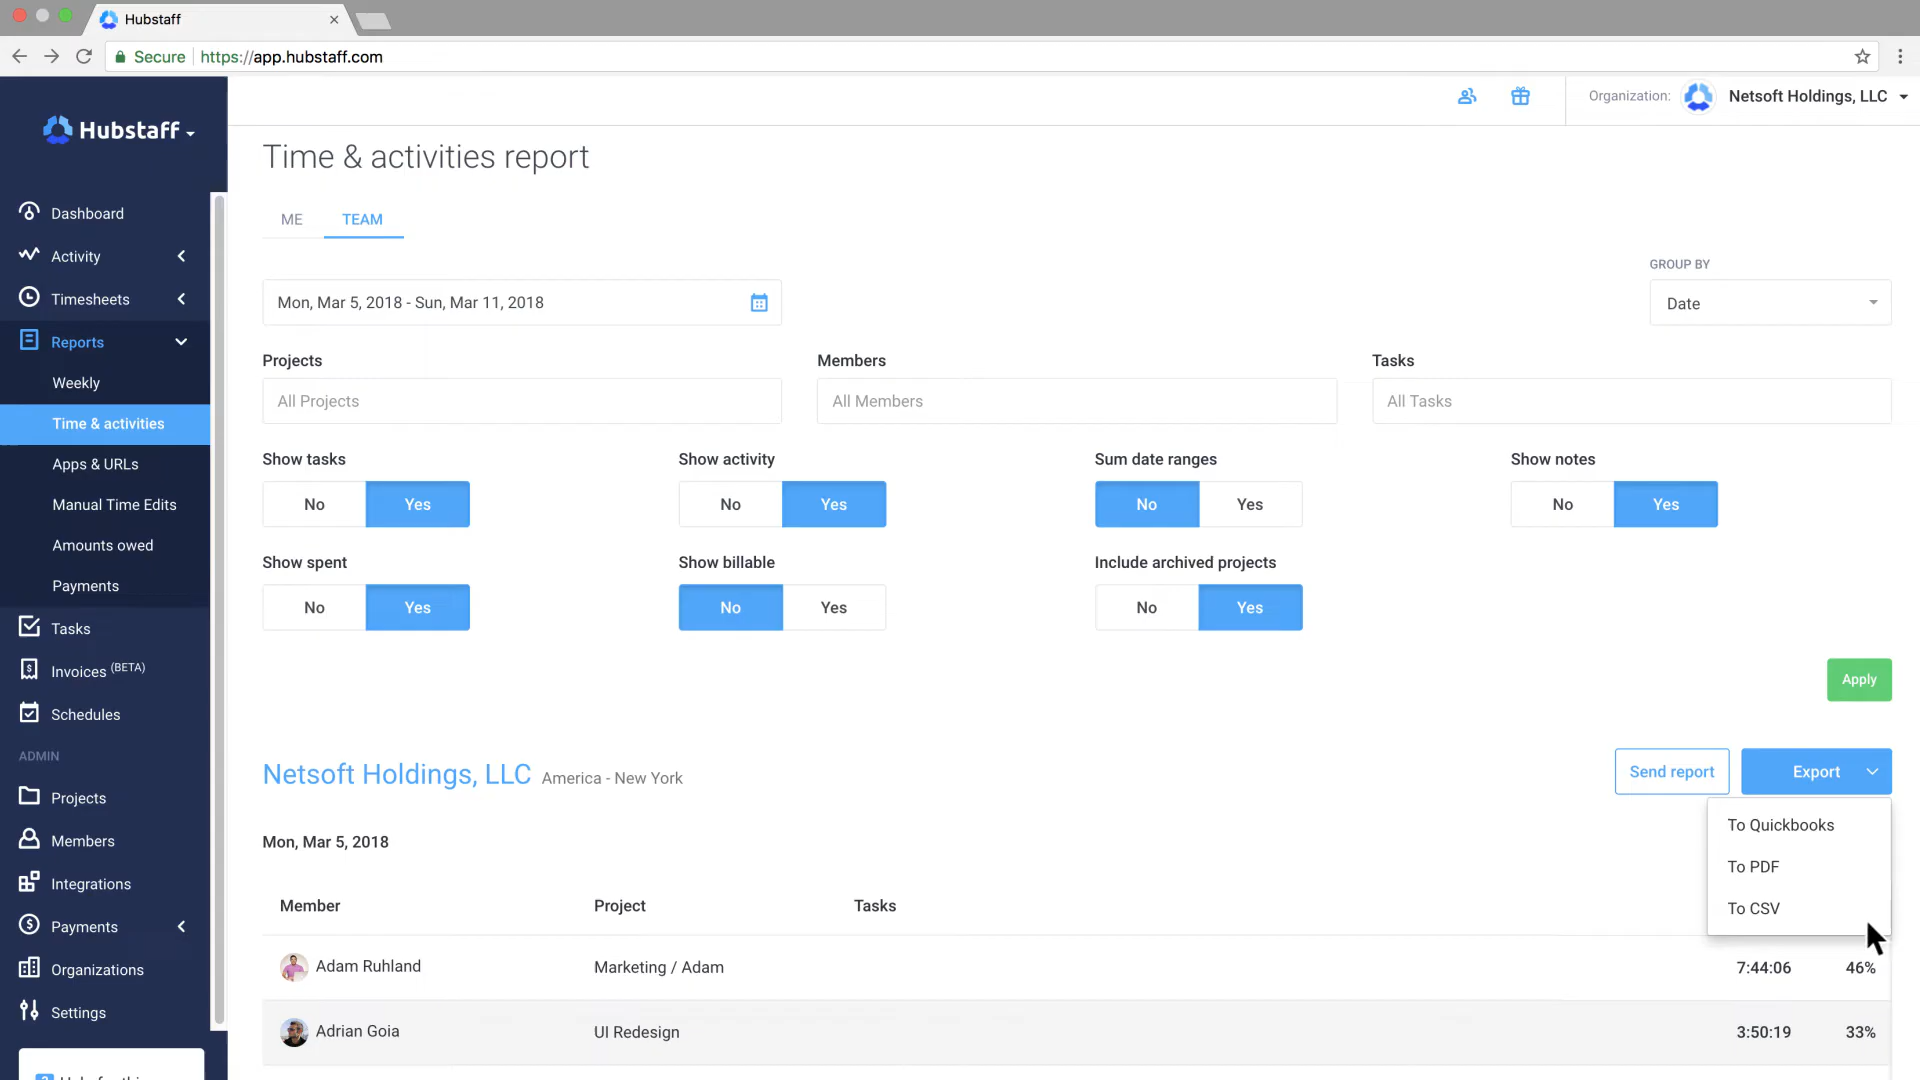 Hubstaff
Secure https://app.hubstaff.com
Organization: Netsoft Holdings, LLC
Hubstaff
Time & activities report
ME TEAM
Dashboard
Activity
Timesheets
Reports
Weekly
Time & activities
Apps & URLs
Manual Time Edits
Amounts owed
Payments
Tasks
Invoices (BETA)
Schedules
ADMIN
Projects
Members
Integrations
Payments
Organizations
Settings
GROUP BY
Mon, Mar 5, 2018 - Sun, Mar 11, 2018
Date
Projects Members Tasks
All Projects All Members All Tasks
Show tasks Show activity Sum date ranges Show notes
No Yes No Yes No Yes No Yes
Show spent Show billable Include archived projects
No Yes No Yes No Yes
Apply
Netsoft Holdings, LLC America - New York
Send report Export
To Quickbooks
To PDF
To CSV
Mon, Mar 5, 2018
Member Project Tasks
Adam Ruhland Marketing / Adam 7:44:06 46%
Adrian Goia UI Redesign 3:50:19 33%